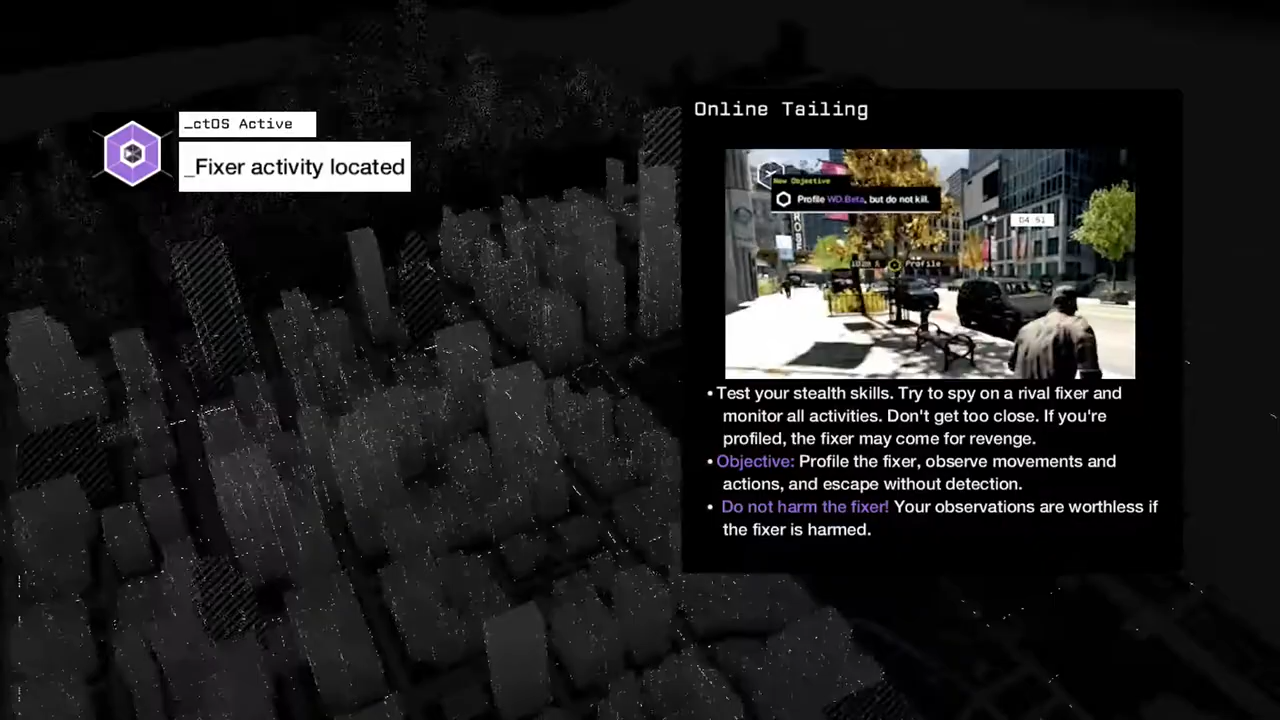 _ctOS Active
_Fixer activity located
Online Tailing
New Objective
Profile WD.Beta, but do not kill.
04:51
Profile
• Test your stealth skills. Try to spy on a rival fixer and
monitor all activities. Don't get too close. If you're
profiled, the fixer may come for revenge.
• Objective: Profile the fixer, observe movements and
actions, and escape without detection.
• Do not harm the fixer! Your observations are worthless if
the fixer is harmed.